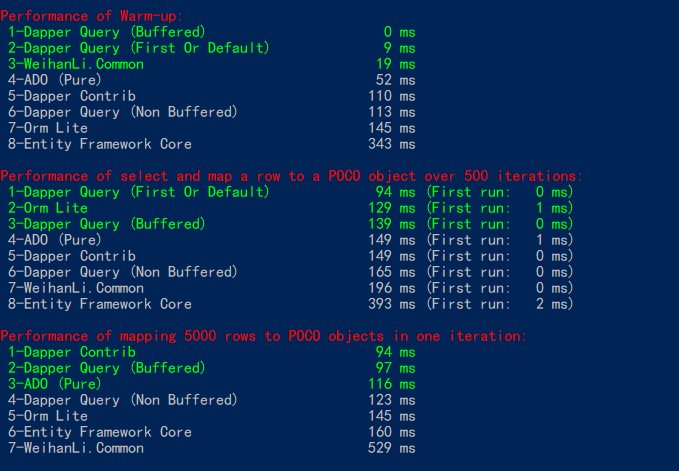 Performance of Warm-up:
1-Dapper Query (Buffered) 0 ms
2-Dapper Query (First Or Default) 9 ms
3-WeihanLi.Common 19 ms
4-ADO (Pure) 52 ms
5-Dapper Contrib 110 ms
6-Dapper Query (Non Buffered) 113 ms
7-Orm Lite 145 ms
8-Entity Framework Core 343 ms
Performance of select and map a row to a POCO object over 500 iterations:
1-Dapper Query (First Or Default) 94 ms (First run: 0 ms)
2-Orm Lite 129 ms (First run: 1 ms)
3-Dapper Query (Buffered) 139 ms (First run: 0 ms)
4-ADO (Pure) 149 ms (First run: 1 ms)
5-Dapper Contrib 149 ms (First run: 0 ms)
6-Dapper Query (Non Buffered) 165 ms (First run: 0 ms)
7-WeihanLi.Common 196 ms (First run: 0 ms)
8-Entity Framework Core 393 ms (First run: 2 ms)
Performance of mapping 5000 rows to POCO objects in one iteration:
1-Dapper Contrib 94 ms
2-Dapper Query (Buffered) 97 ms
3-ADO (Pure) 116 ms
4-Dapper Query (Non Buffered) 123 ms
5-Orm Lite 145 ms
6-Entity Framework Core 160 ms
7-WeihanLi.Common 529 ms